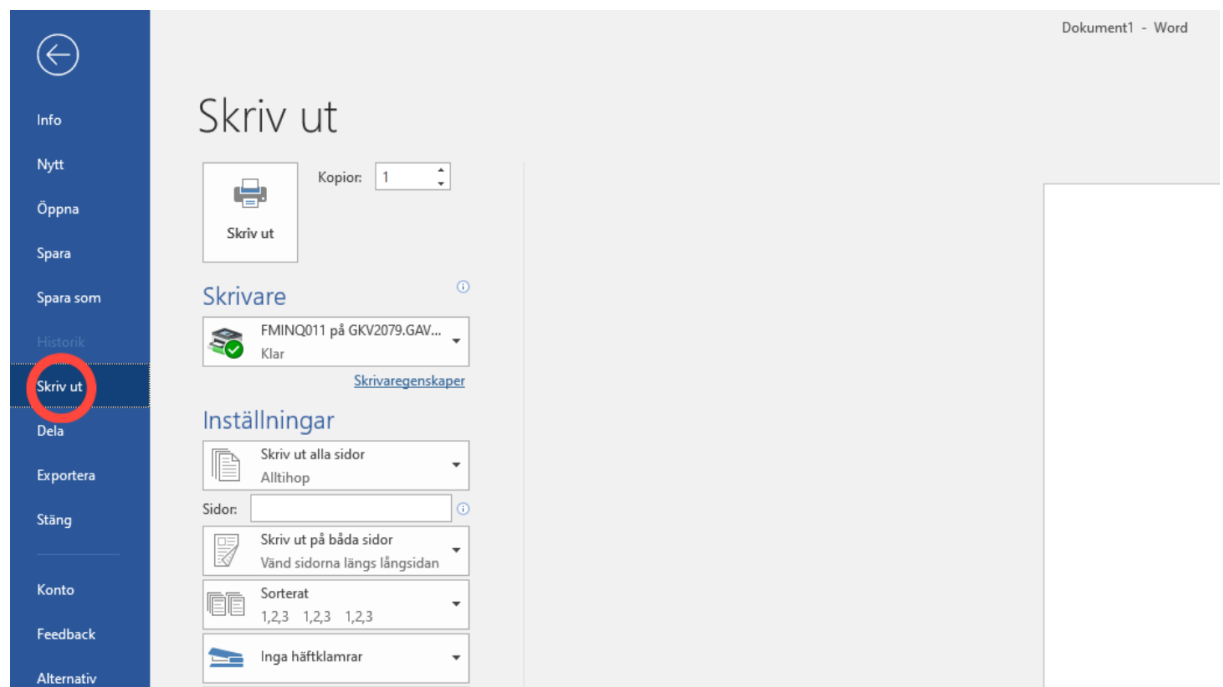 Dokument1 - Word
Info
Nytt
Öppna
Spara
Spara som
Historik
Skriv ut
Dela
Exportera
Stäng
Konto
Feedback
Alternativ
Skriv ut
Kopior: 1
Skriv ut
Skrivare
FMINQ011 på GKV2079.GAV...
Klar
Skrivaregenskaper
Inställningar
Skriv ut alla sidor
Alltihop
Sidor:
Skriv ut på båda sidor
Vänd sidorna längs långsidan
Sorterat
1,2,3 1,2,3 1,2,3
Inga häftklamrar